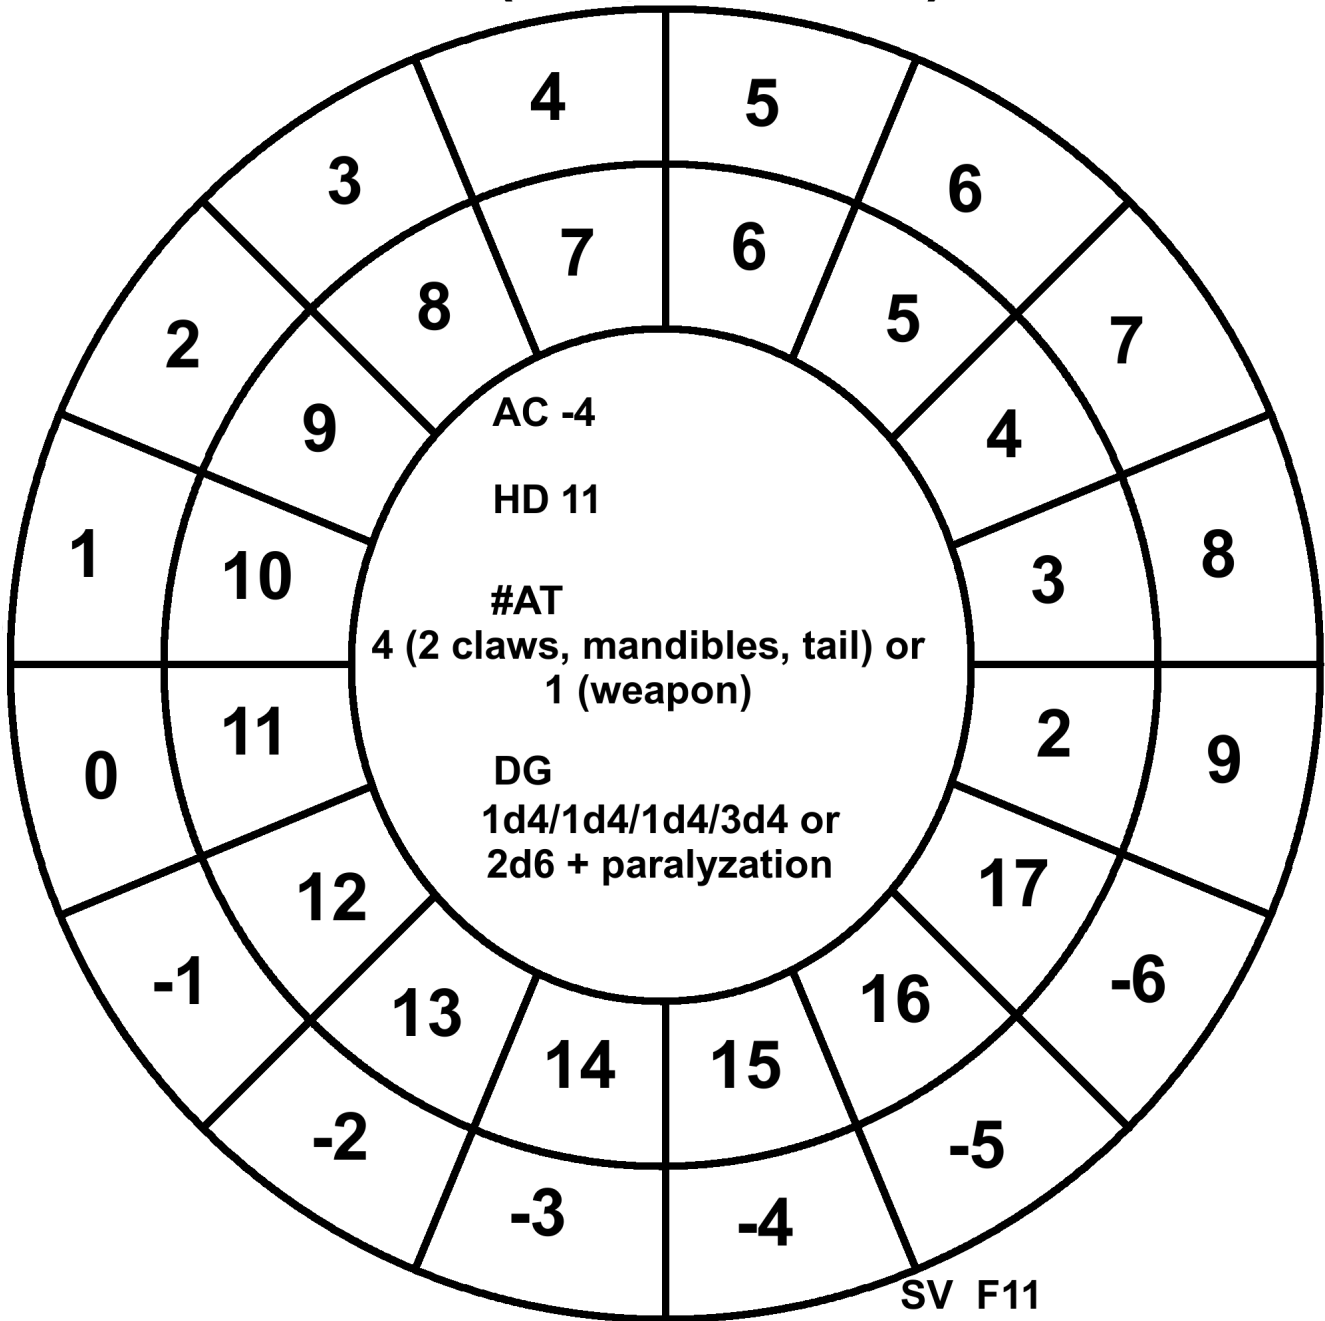 4 5
3 6
7 6
8 5
2 7
9 4
AC -4
HD 11
1 10 3 8
#AT
4 (2 claws, mandibles, tail) or
1 (weapon)
0 11 2 9
DG
1d4/1d4/1d4/3d4 or
2d6 + paralyzation
12 17
-1 -6
13 16
14 15
-2 -5
-3 -4
SV F11